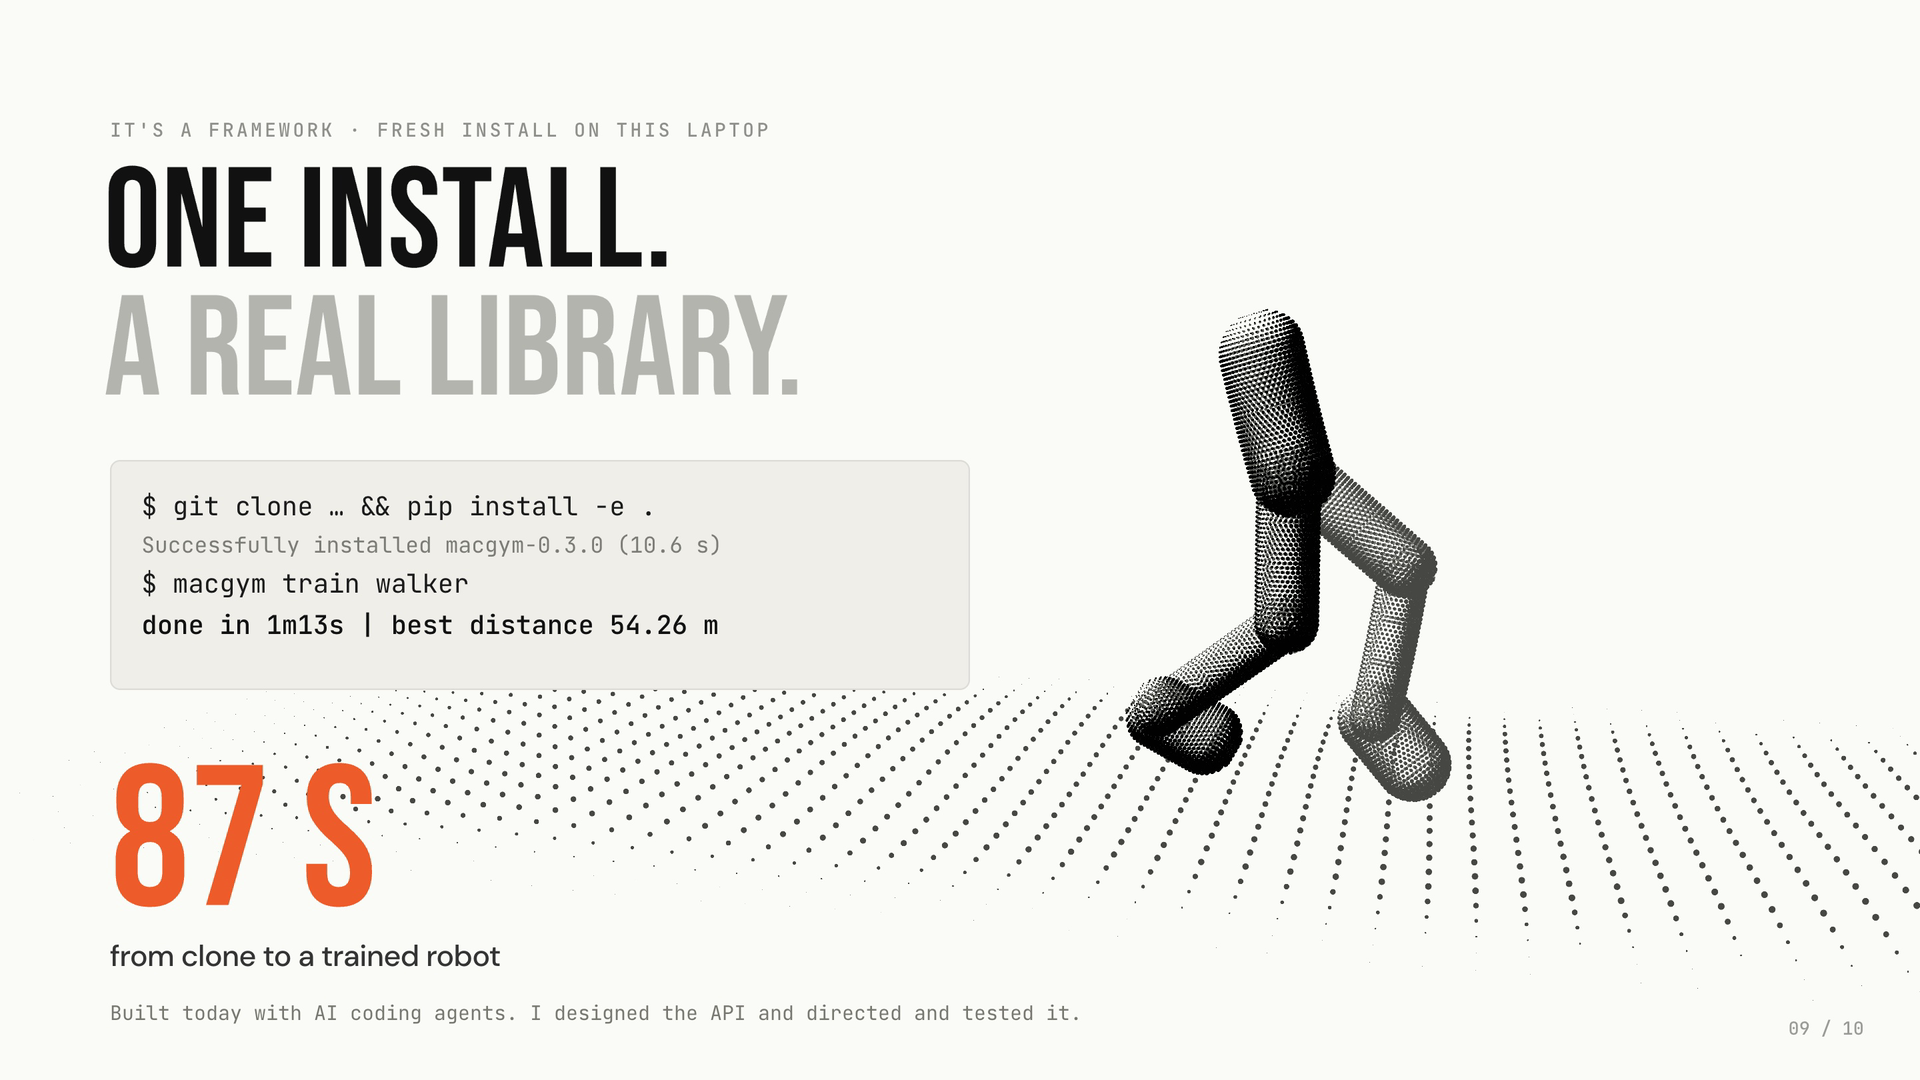 IT'S A FRAMEWORK · FRESH INSTALL ON THIS LAPTOP
ONE INSTALL.
A REAL LIBRARY.
$ git clone … && pip install -e .
Successfully installed macgym-0.3.0 (10.6 s)
$ macgym train walker
done in 1m13s | best distance 54.26 m
87 S
from clone to a trained robot
Built today with AI coding agents. I designed the API and directed and tested it.
09 / 10